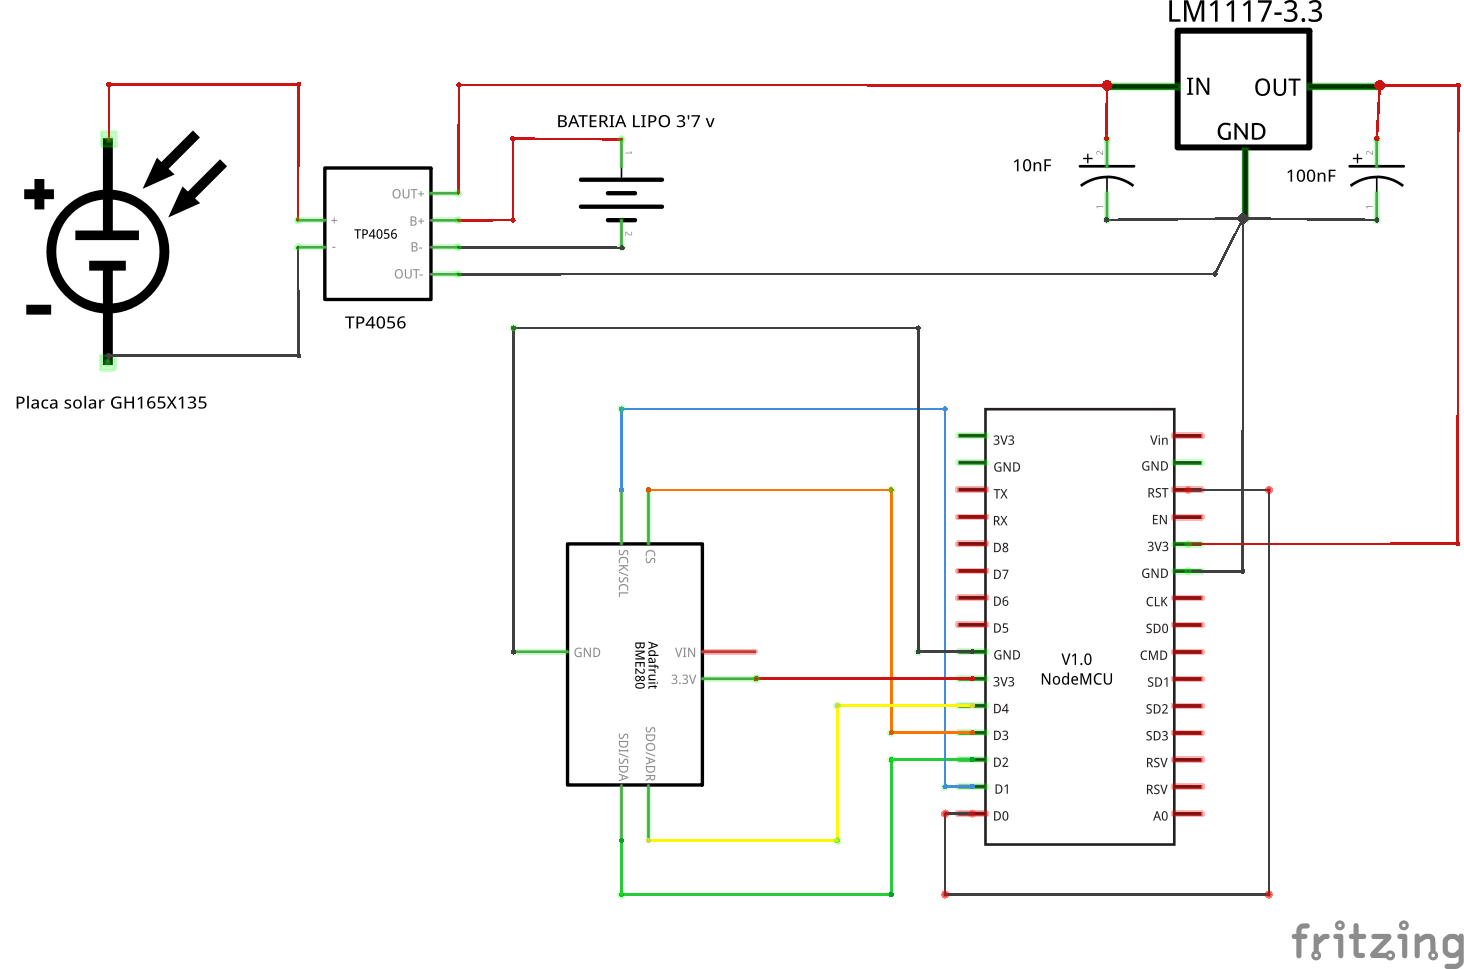 LM1117-3.3
IN
OUT
GND
BATERIA LIPO 3'7 v
1
2
10nF
+
2
1
100nF
+
2
1
+
-
OUT+
B+
B-
OUT-
TP4056
TP4056
Placa solar GH165X135
SCK/SCL
CS
GND
Adafruit
BME280
VIN
3.3V
SDI/SDA
SDO/ADR
3V3
GND
TX
RX
D8
D7
D6
D5
GND
3V3
D4
D3
D2
D1
D0
V1.0
NodeMCU
Vin
GND
RST
EN
3V3
GND
CLK
SD0
CMD
SD1
SD2
SD3
RSV
RSV
A0
fritzing